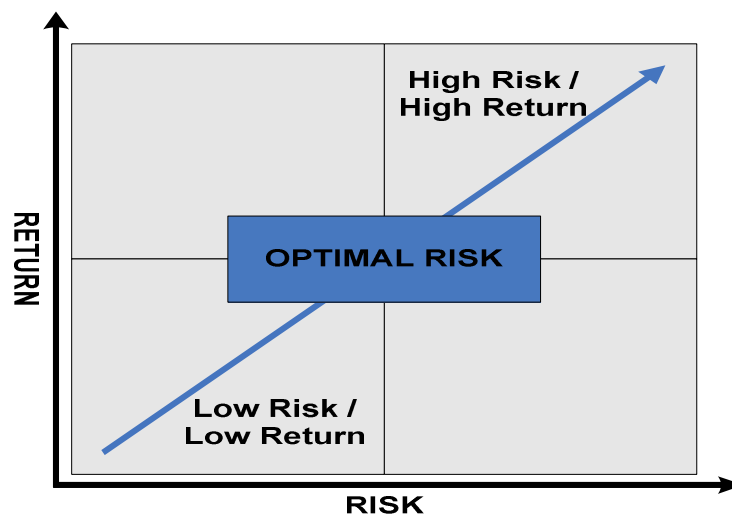 High Risk /
High Return
RETURN
OPTIMAL RISK
Low Risk /
Low Return
RISK